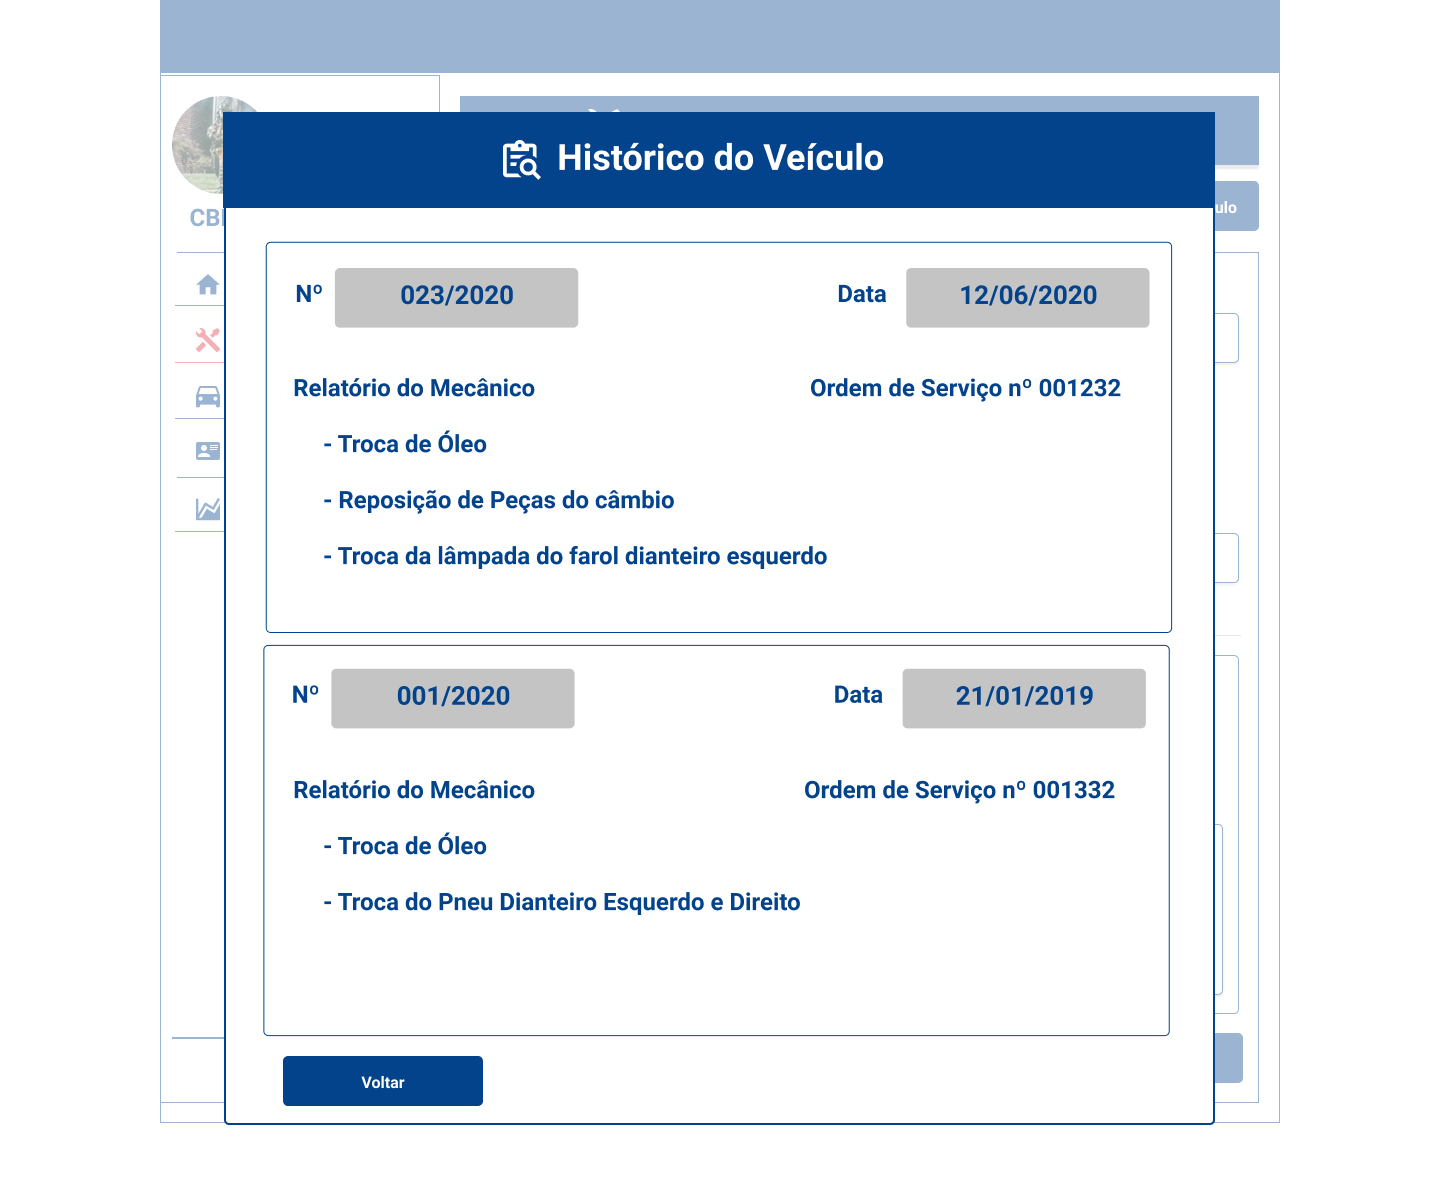 Histórico do Veículo
Nº 023/2020 Data 12/06/2020
Relatório do Mecânico Ordem de Serviço nº 001232
- Troca de Óleo
- Reposição de Peças do câmbio
- Troca da lâmpada do farol dianteiro esquerdo
Nº 001/2020 Data 21/01/2019
Relatório do Mecânico Ordem de Serviço nº 001332
- Troca de Óleo
- Troca do Pneu Dianteiro Esquerdo e Direito
Voltar